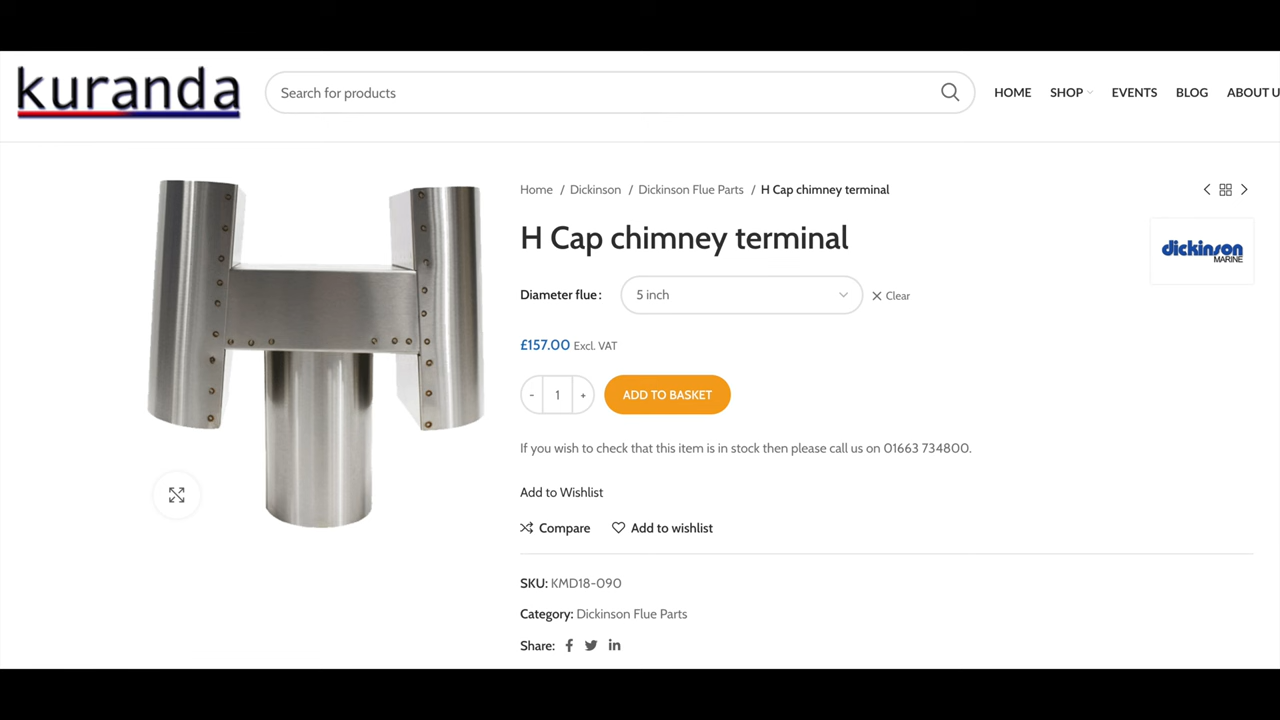 kuranda
Search for products
HOME SHOP EVENTS BLOG ABOUT U
Home / Dickinson / Dickinson Flue Parts / H Cap chimney terminal
H Cap chimney terminal
dickinson
MARINE
Diameter flue: 5 inch Clear
£157.00 Excl. VAT
- 1 + ADD TO BASKET
If you wish to check that this item is in stock then please call us on 01663 734800.
Add to Wishlist
Compare Add to wishlist
SKU: KMD18-090
Category: Dickinson Flue Parts
Share: